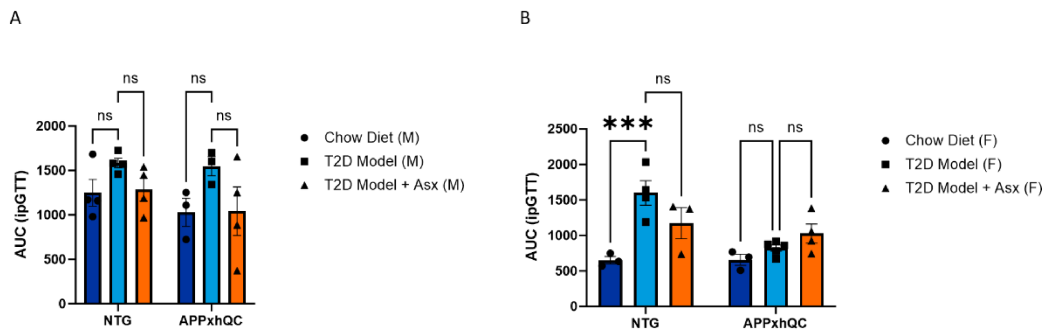 A
AUC (ipGTT)
2000
1500
1000
500
0
ns
ns
ns
ns
NTG
APPxhQC
Chow Diet (M)
T2D Model (M)
T2D Model + Asx (M)
B
AUC (ipGTT)
2500
2000
1500
1000
500
0
ns
***
ns
ns
NTG
APPxhQC
Chow Diet (F)
T2D Model (F)
T2D Model + Asx (F)